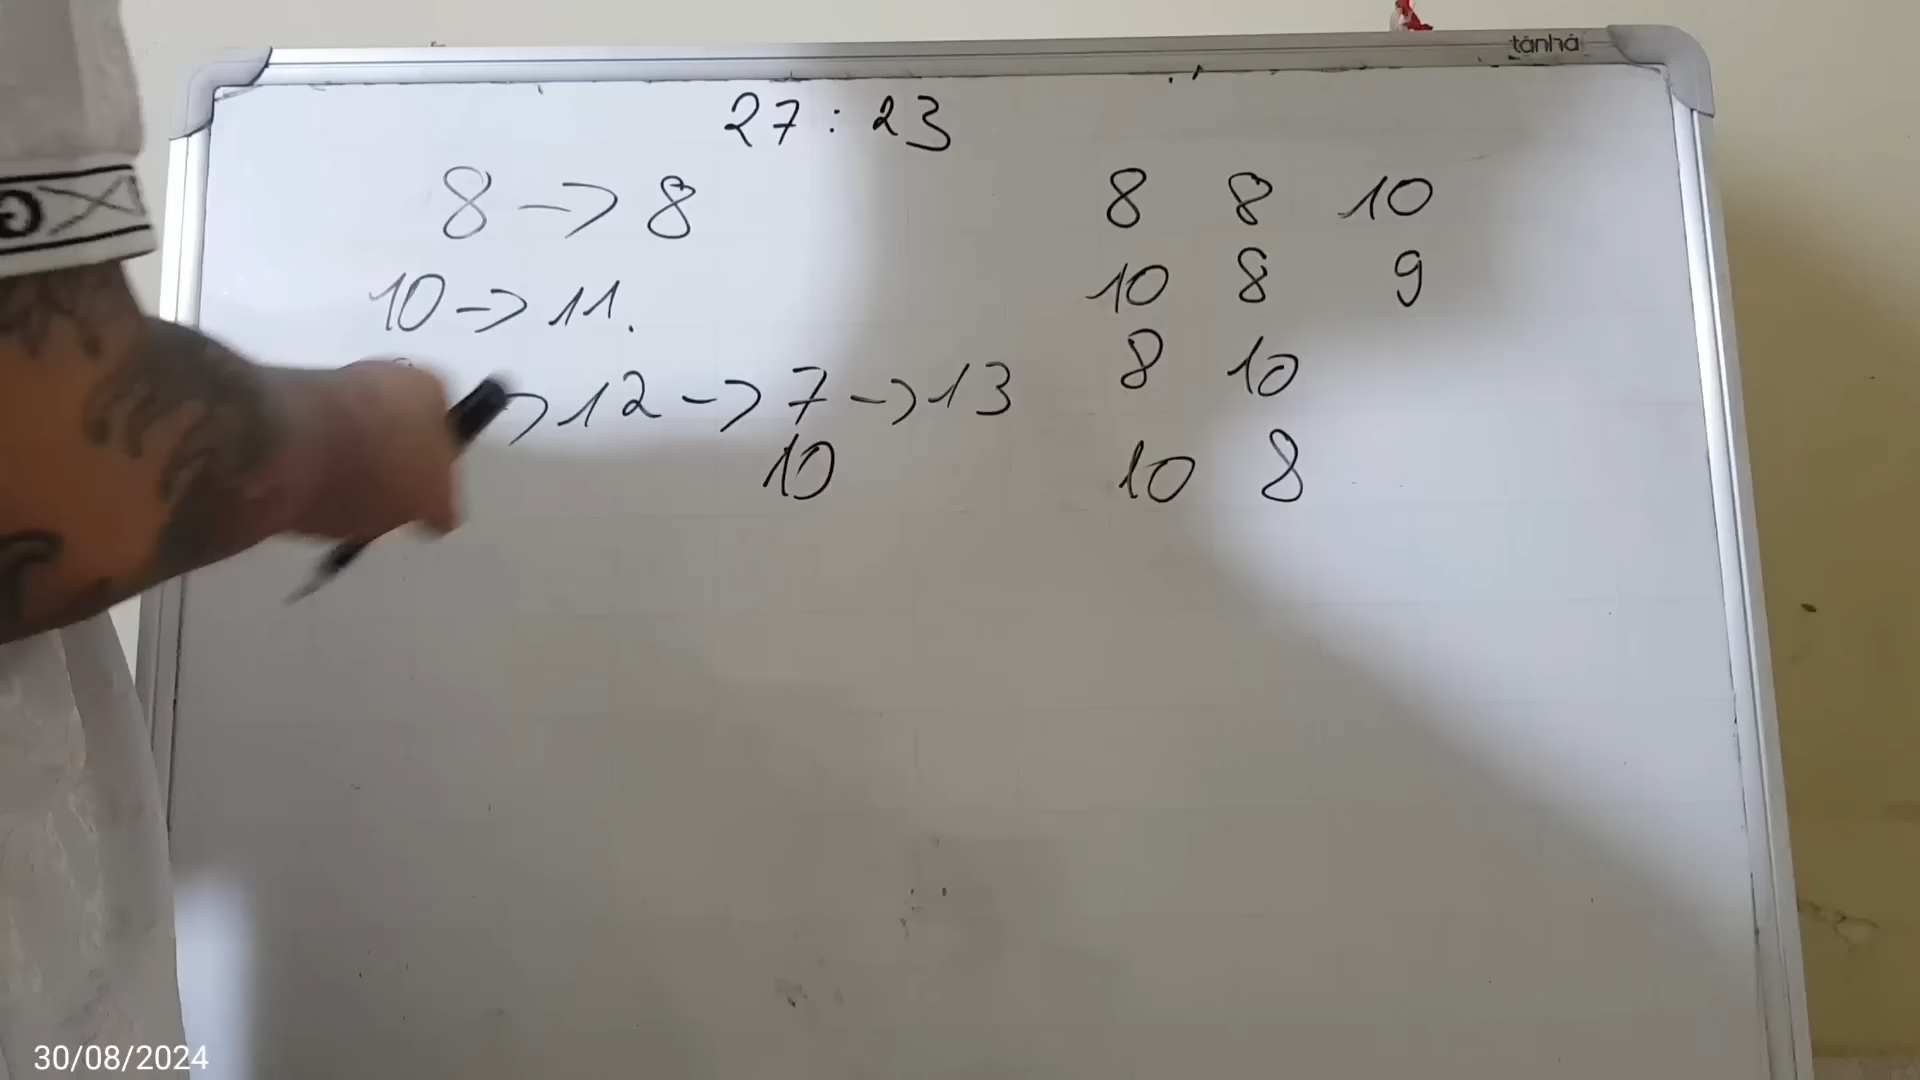 tânhâ
27 : 23
8 -> 8
10 -> 11.
-> 12 -> 7 -> 13
10
8 8 10
10 8 9
8 10
10 8
30/08/2024